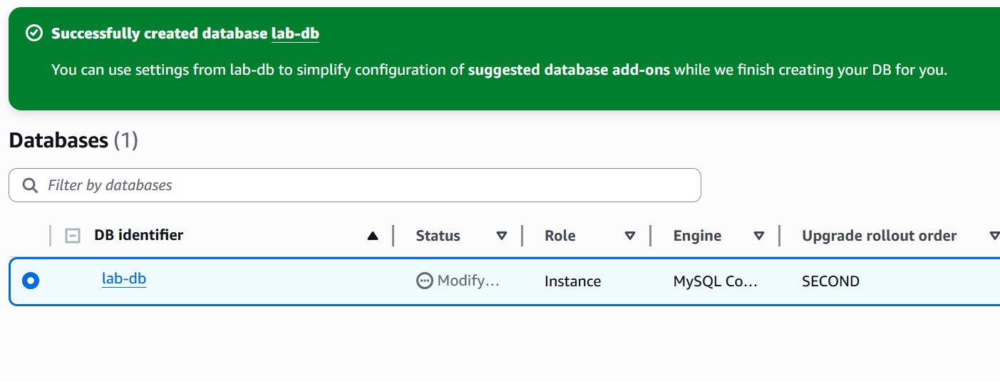 Successfully created database lab-db
You can use settings from lab-db to simplify configuration of suggested database add-ons while we finish creating your DB for you.
Databases (1)
Filter by databases
DB identifier Status Role Engine Upgrade rollout order
lab-db Modify… Instance MySQL Co… SECOND